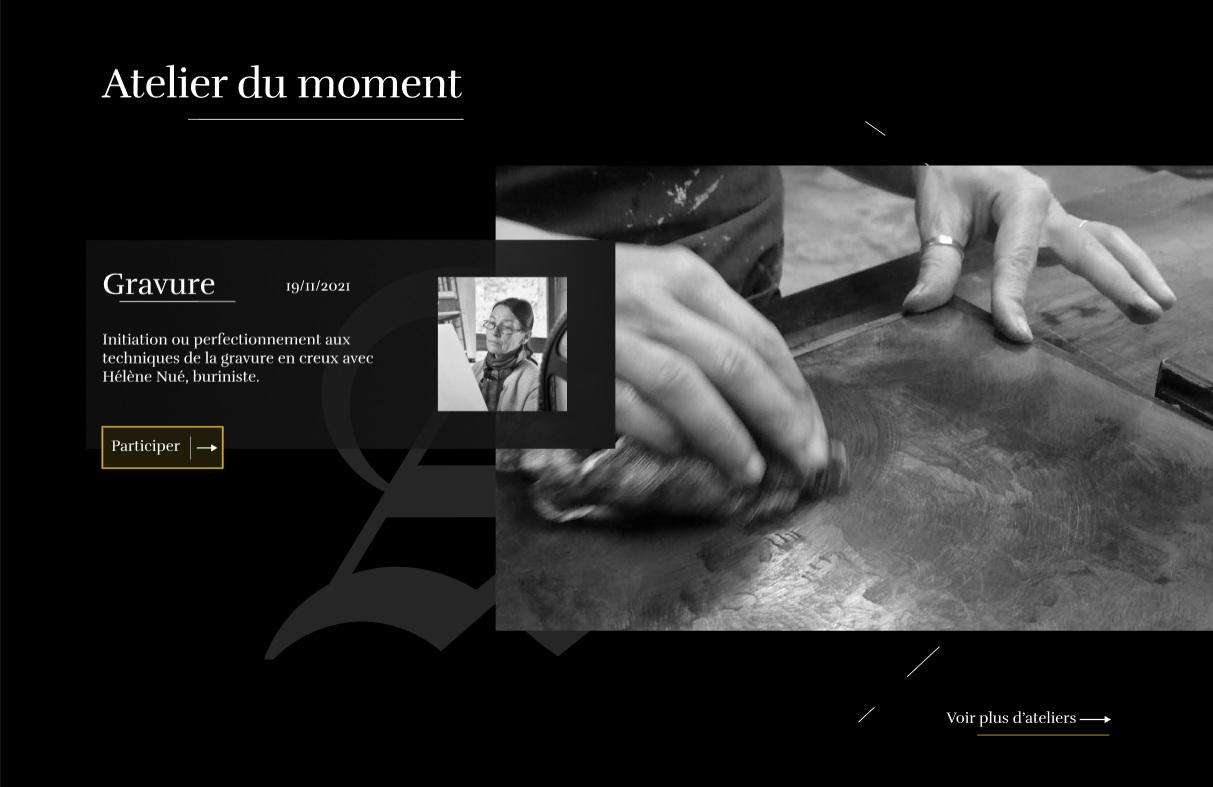 Atelier du moment
Gravure
19/11/2021
Initiation ou perfectionnement aux
techniques de la gravure en creux avec
Hélène Nué, buriniste.
Participer
Voir plus d'ateliers